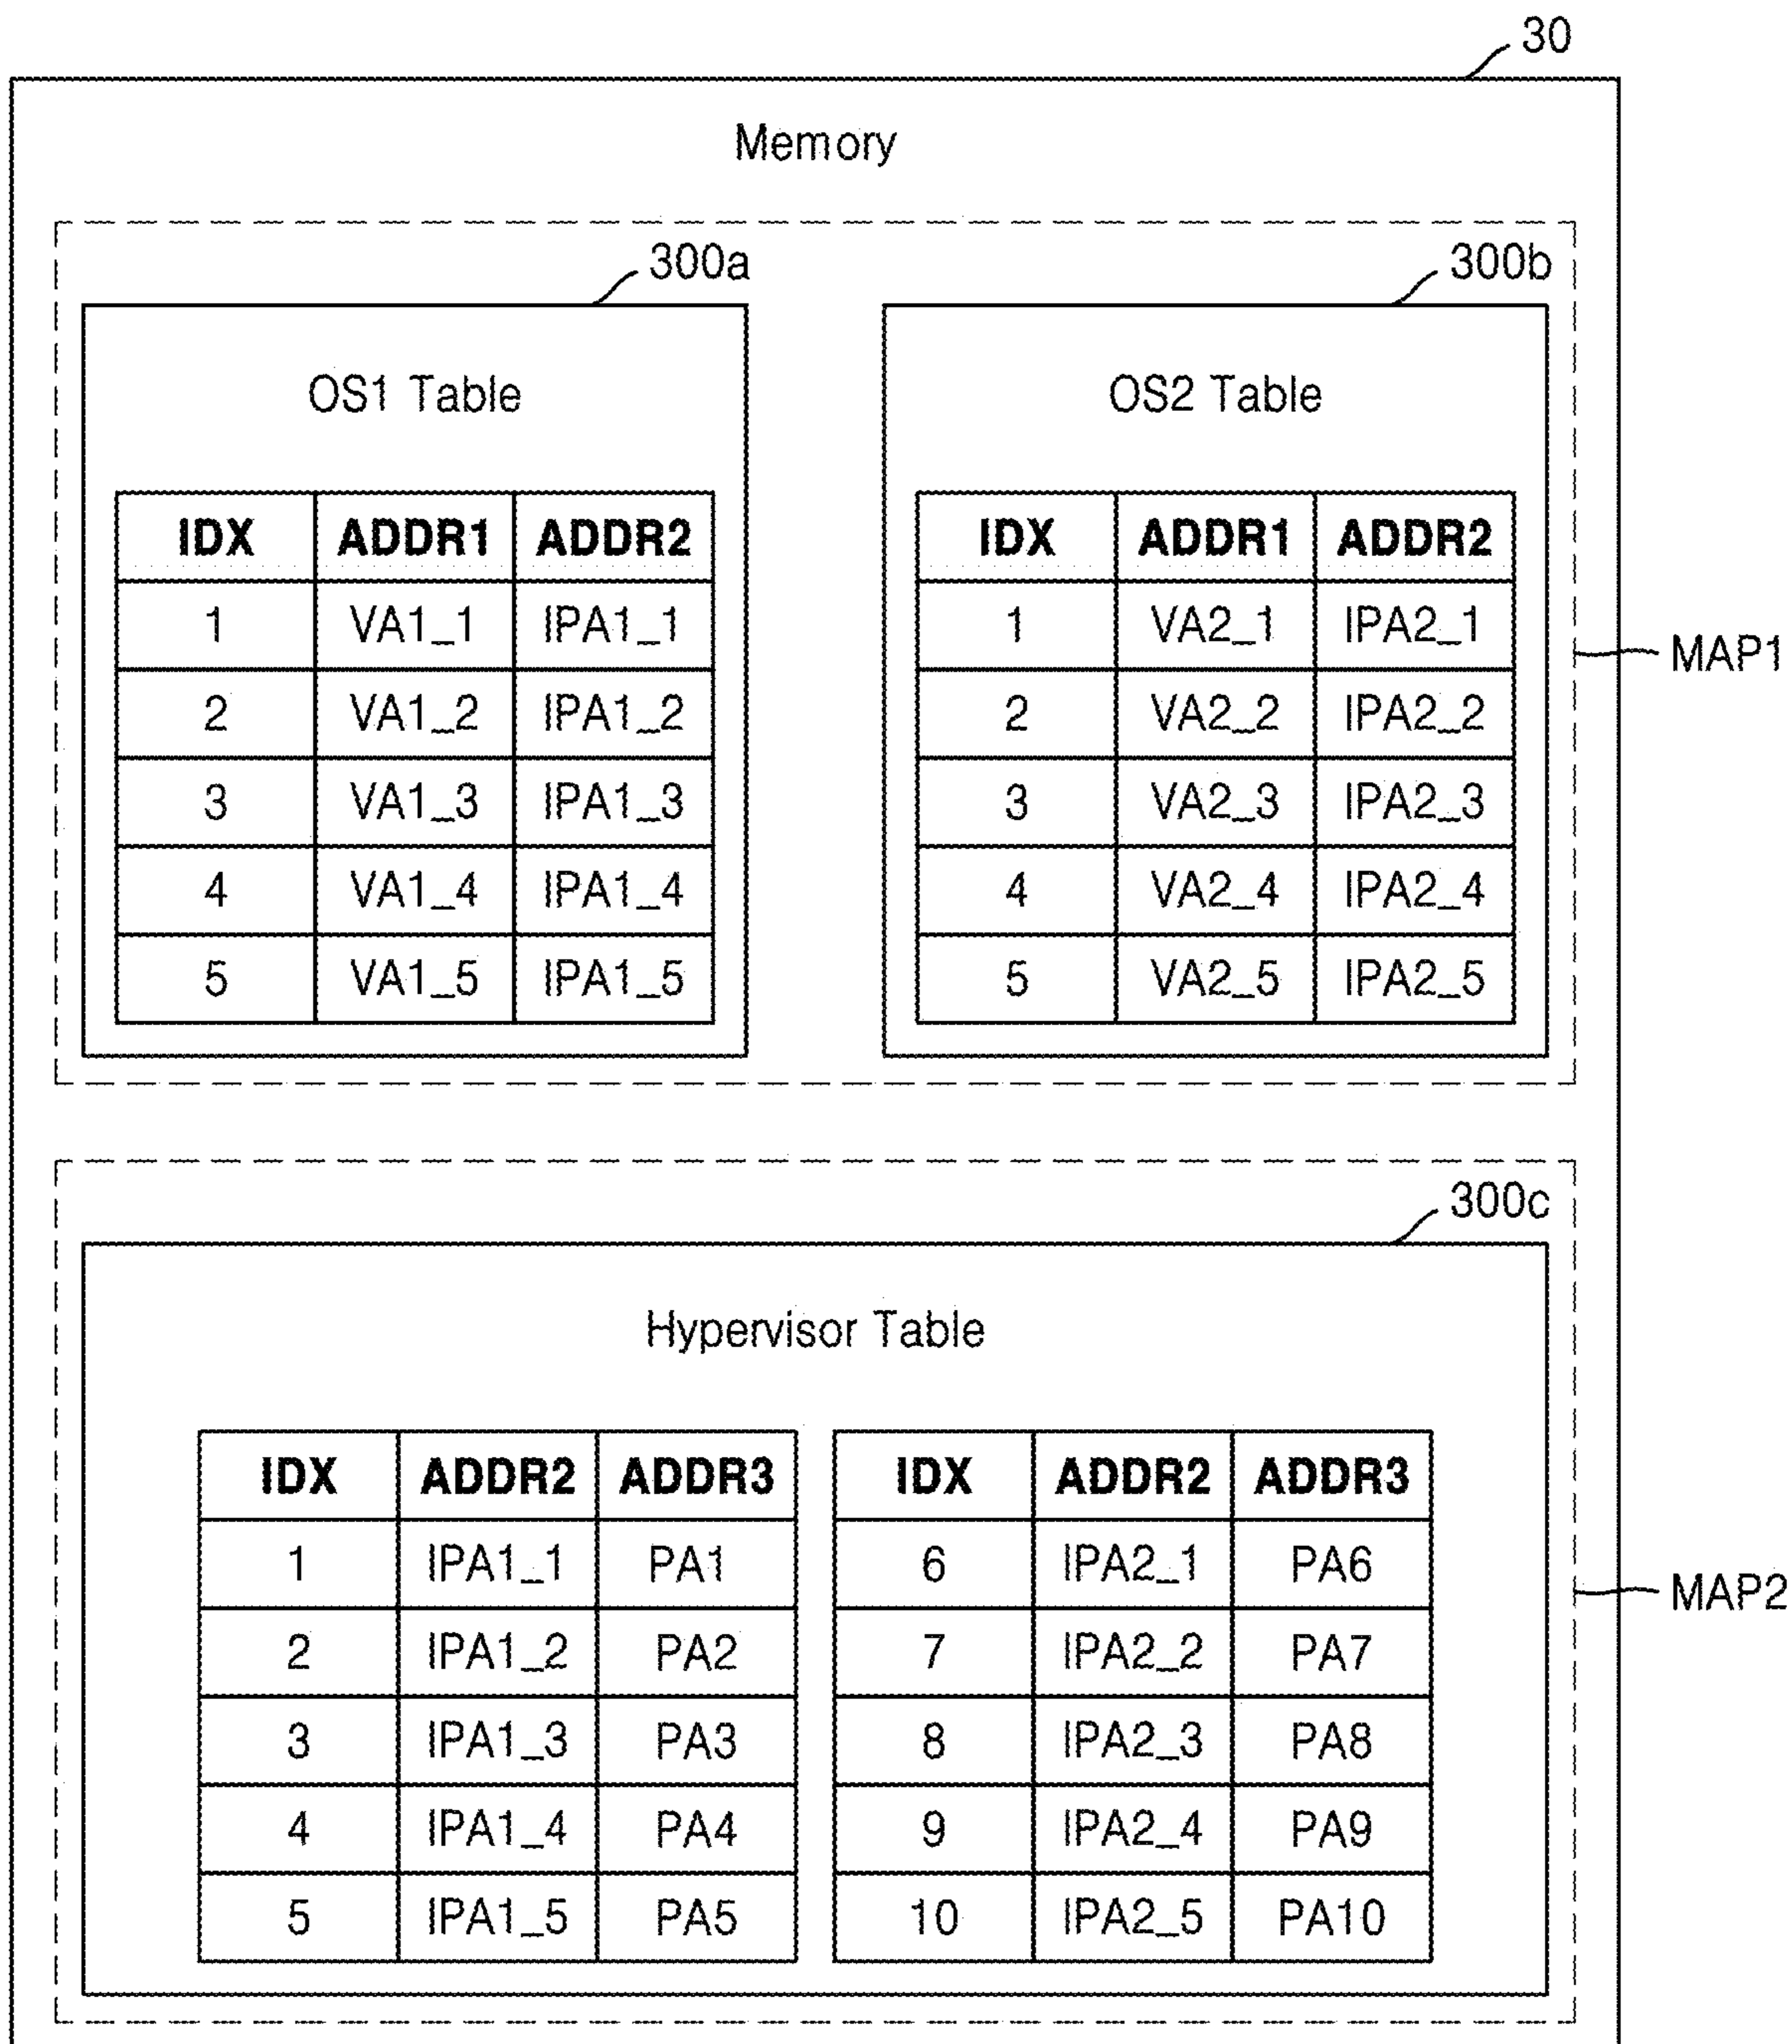 30
Memory
300a 300b
OS1 Table OS2 Table
IDX ADDR1 ADDR2 IDX ADDR1 ADDR2
1 VA1_1 IPA1_1 1 VA2_1 IPA2_1
MAP1
2 VA1_2 IPA1_2 2 VA2_2 IPA2_2
3 VA1_3 IPA1_3 3 VA2_3 IPA2_3
4 VA1_4 IPA1_4 4 VA2_4 IPA2_4
5 VA1_5 IPA1_5 5 VA2_5 IPA2_5
300c
Hypervisor Table
IDX ADDR2 ADDR3 IDX ADDR2 ADDR3
1 IPA1_1 PA1 6 IPA2_1 PA6
MAP2
2 IPA1_2 PA2 7 IPA2_2 PA7
3 IPA1_3 PA3 8 IPA2_3 PA8
4 IPA1_4 PA4 9 IPA2_4 PA9
5 IPA1_5 PA5 10 IPA2_5 PA10